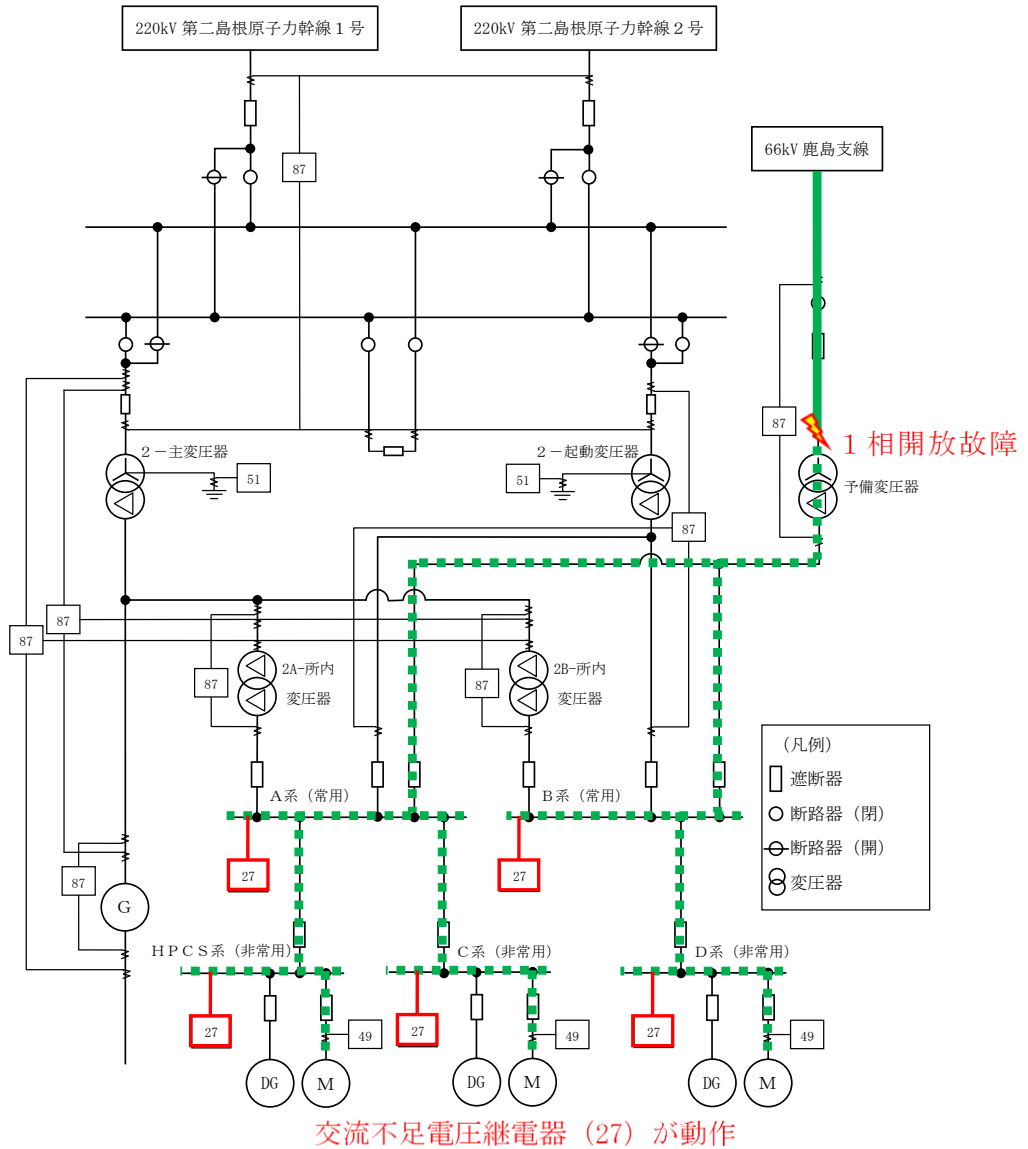 220kV 第二島根原子力幹線１号
220kV 第二島根原子力幹線２号
66kV 鹿島支線
87
87
１相開放故障
２－主変圧器
51
２－起動変圧器
51
予備変圧器
87
87
87
2A-所内
変圧器
87
2B-所内
変圧器
87
(凡例)
遮断器
断路器（閉）
断路器（開）
変圧器
Ａ系（常用）
Ｂ系（常用）
27
27
87
G
ＨＰＣＳ系（非常用）
Ｃ系（非常用）
Ｄ系（非常用）
27
49
27
49
27
49
DG
M
DG
M
DG
M
交流不足電圧継電器（27）が動作